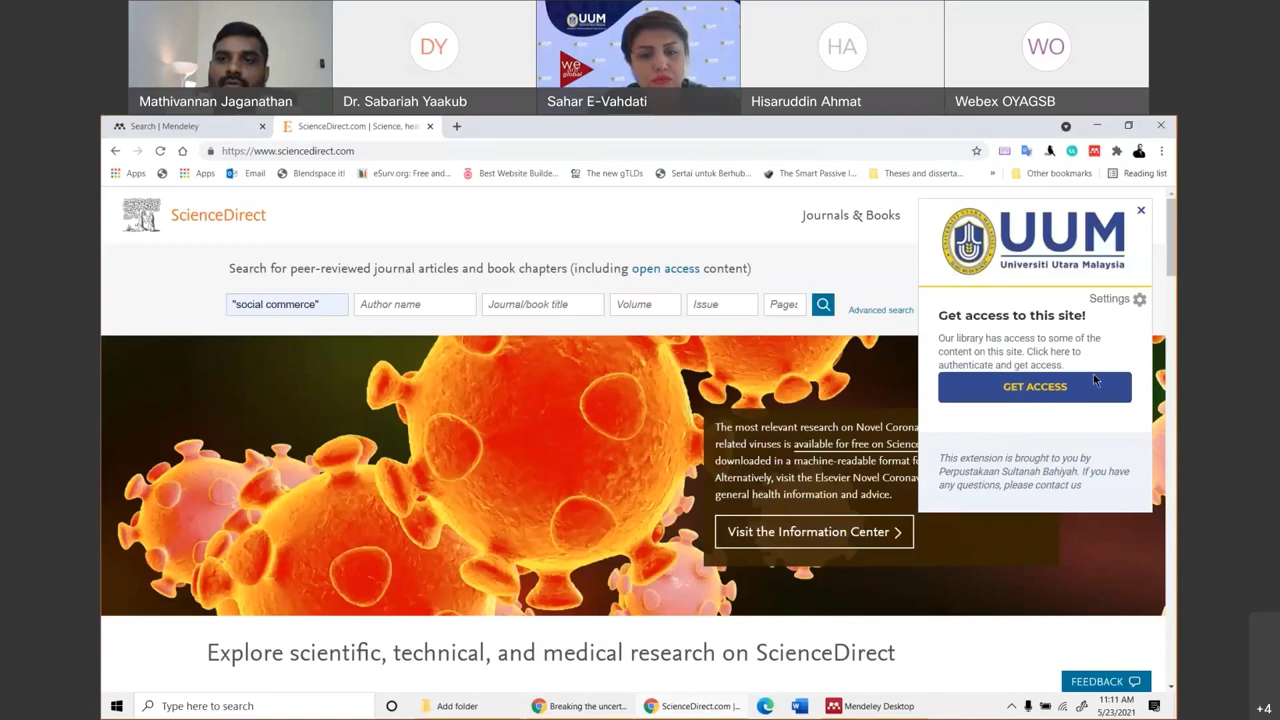 UUM
we
global
DY
HA
WO
Mathivannan Jaganathan
Dr. Sabariah Yaakub
Sahar E-Vahdati
Hisaruddin Ahmat
Webex OYAGSB
Search | Mendeley
ScienceDirect.com | Science, hea
https://www.sciencedirect.com
Apps
Apps
Email
Blendspace it!
eSurv.org: Free and...
Best Website Builde...
The new gTLDs
Sertai untuk Berhub...
The Smart Passive I...
Theses and disserta...
»
Other bookmarks
Reading list
ScienceDirect
Journals & Books
Search for peer-reviewed journal articles and book chapters (including open access content)
"social commerce"
Author name
Journal/book title
Volume
Issue
Pages
Advanced search
UUM
Universiti Utara Malaysia
Settings
Get access to this site!
Our library has access to some of the
content on this site. Click here to
authenticate and get access.
GET ACCESS
This extension is brought to you by
Perpustakaan Sultanah Bahiyah. If you have
any questions, please contact us
The most relevant research on Novel Corona
related viruses is available for free on Science
downloaded in a machine-readable format fo
Alternatively, visit the Elsevier Novel Coronav
general health information and advice.
Visit the Information Center >
Explore scientific, technical, and medical research on ScienceDirect
FEEDBACK
Type here to search
Add folder
Breaking the uncert...
ScienceDirect.com |...
Mendeley Desktop
11:11 AM
5/23/2021
+4